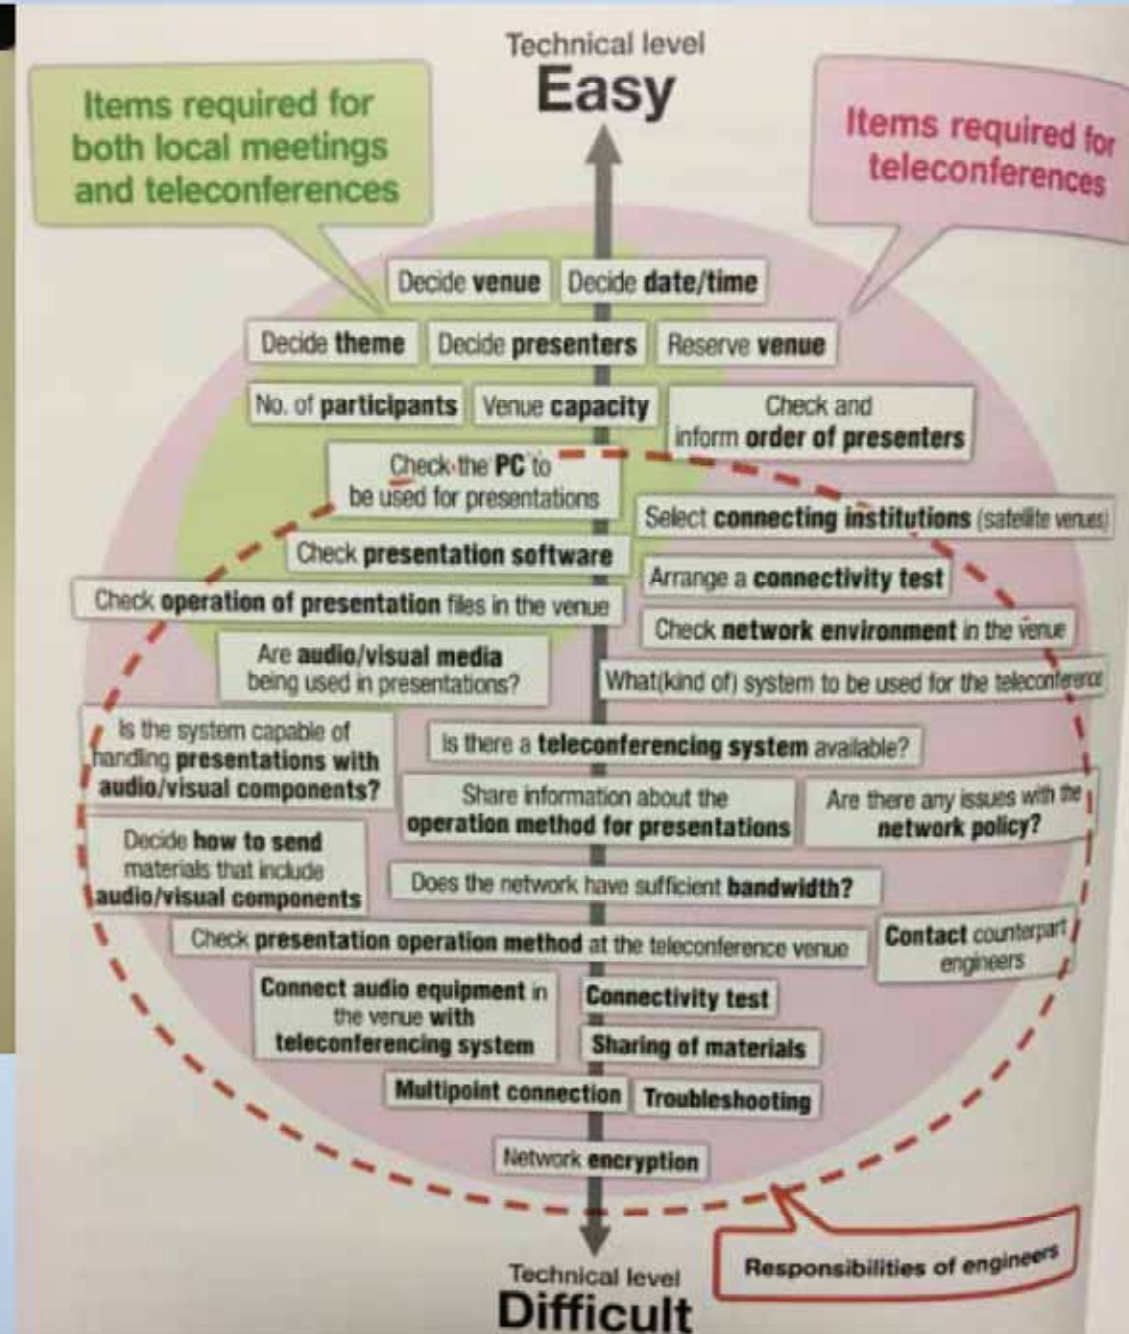 Technical level
Easy
Items required for
both local meetings
and teleconferences
Items required for
teleconferences
Decide venue
Decide date/time
Decide theme
Decide presenters
Reserve venue
No. of participants
Venue capacity
Check and
inform order of presenters
Check the PC to
be used for presentations
Select connecting institutions (satellite venues)
Check presentation software
Arrange a connectivity test
Check operation of presentation files in the venue
Check network environment in the venue
Are audio/visual media
being used in presentations?
What(kind of) system to be used for the teleconference
Is the system capable of
handling presentations with
audio/visual components?
Is there a teleconferencing system available?
Share information about the
operation method for presentations
Are there any issues with the
network policy?
Decide how to send
materials that include
audio/visual components
Does the network have sufficient bandwidth?
Check presentation operation method at the teleconference venue
Contact counterpart
engineers
Connect audio equipment in
the venue with
teleconferencing system
Connectivity test
Sharing of materials
Multipoint connection
Troubleshooting
Network encryption
Responsibilities of engineers
Technical level
Difficult